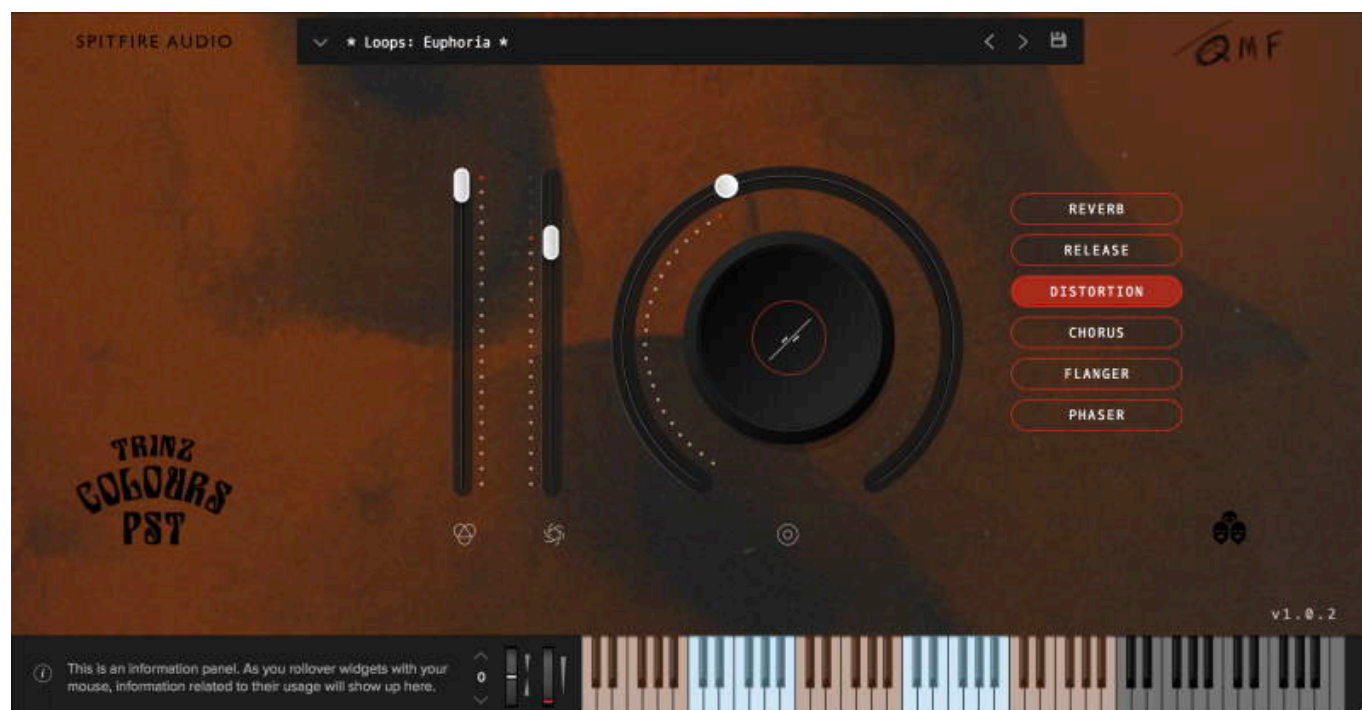 SPITFIRE AUDIO
* Loops: Euphoria *
QMF
REVERB
RELEASE
DISTORTION
CHORUS
FLANGER
PHASER
TRINZ
COLOURS
PST
v1.0.2
This is an information panel. As you rollover widgets with your
mouse, information related to their usage will show up here.
0